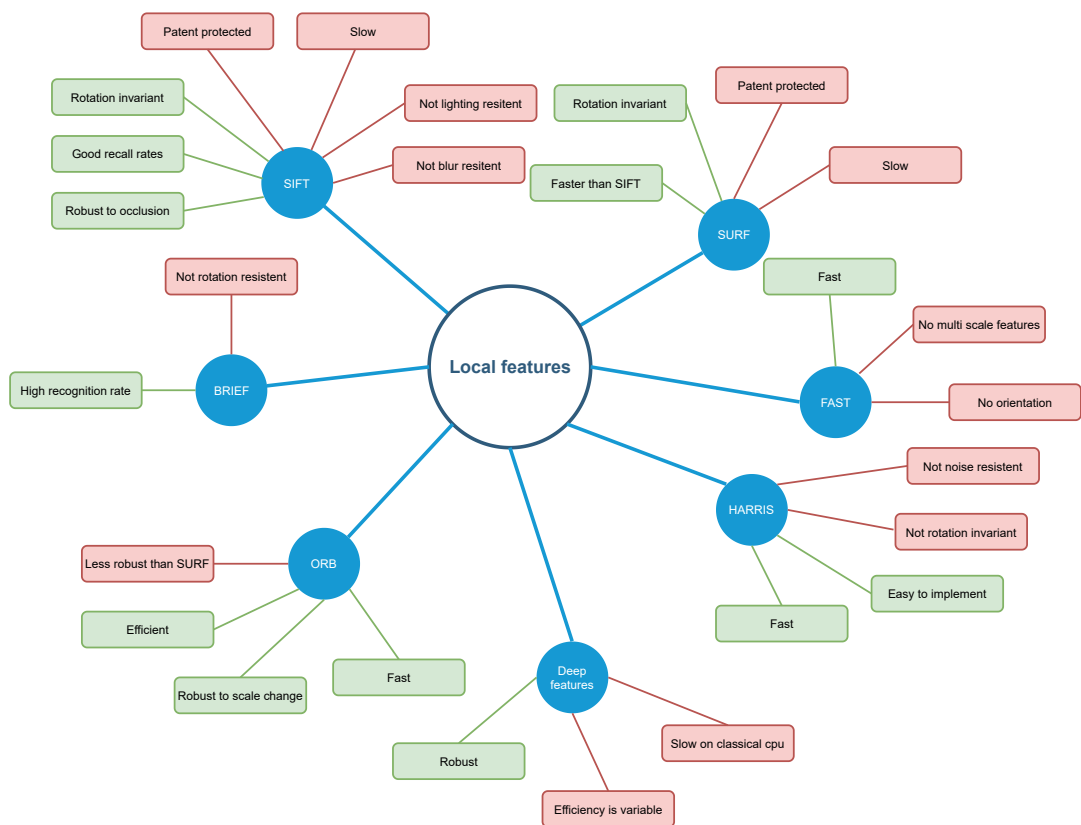 Patent protected
Slow
Rotation invariant
Not lighting resitent
Good recall rates
Not blur resitent
Robust to occlusion
SIFT
Patent protected
Rotation invariant
Slow
Faster than SIFT
SURF
Not rotation resistent
High recognition rate
BRIEF
Local features
Fast
No multi scale features
No orientation
FAST
Not noise resistent
HARRIS
Not rotation invariant
Easy to implement
Fast
Less robust than SURF
ORB
Efficient
Robust to scale change
Fast
Deep
features
Robust
Slow on classical cpu
Efficiency is variable